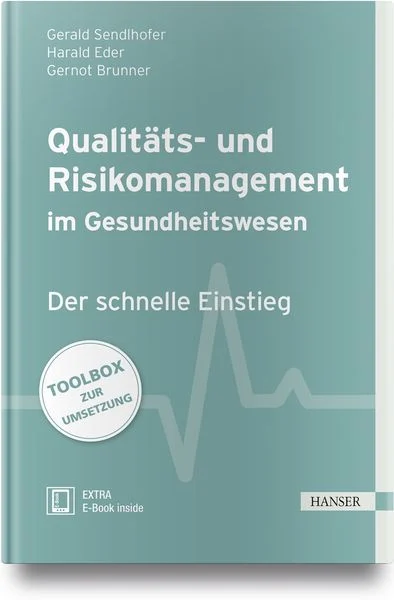 Gerald Sendlhofer
Harald Eder
Gernot Brunner
Qualitäts- und
Risikomanagement
im Gesundheitswesen
Der schnelle Einstieg
TOOLBOX
ZUR
UMSETZUNG
EXTRA
E-Book inside
HANSER